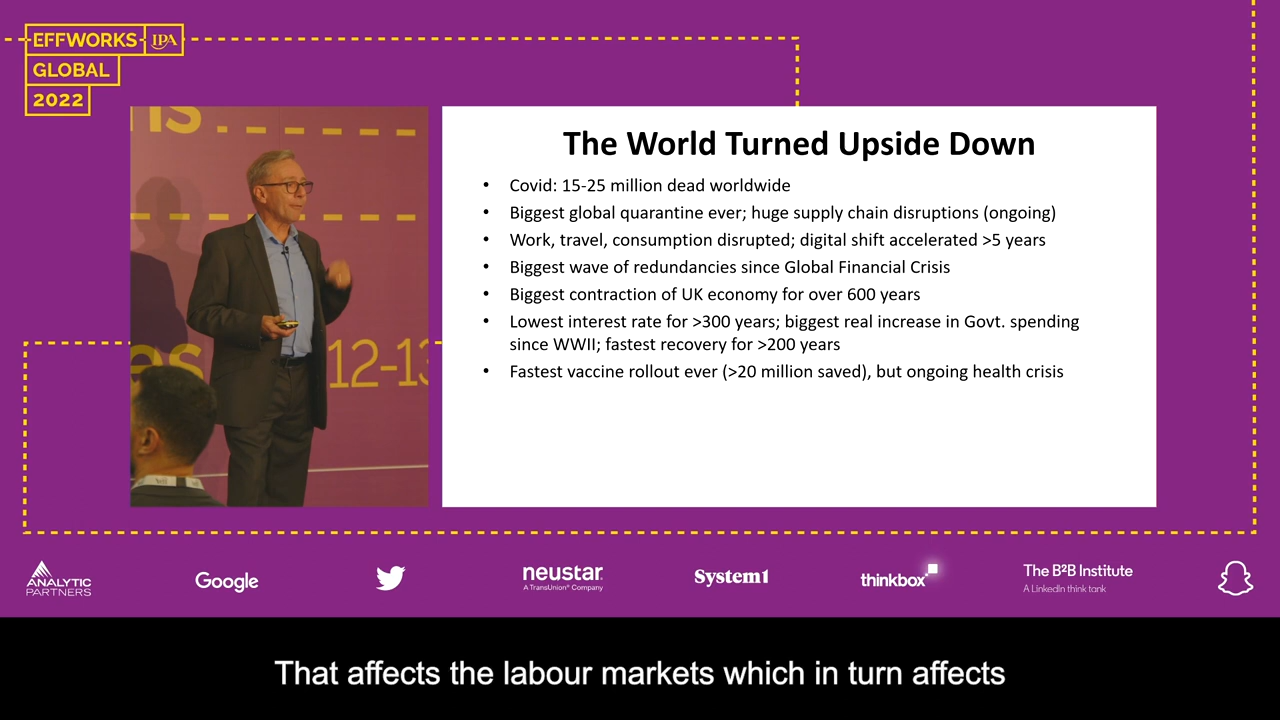 EFFWORKS IPA
GLOBAL
2022
ns
es 12-13
The World Turned Upside Down
• Covid: 15-25 million dead worldwide
• Biggest global quarantine ever; huge supply chain disruptions (ongoing)
• Work, travel, consumption disrupted; digital shift accelerated >5 years
• Biggest wave of redundancies since Global Financial Crisis
• Biggest contraction of UK economy for over 600 years
• Lowest interest rate for >300 years; biggest real increase in Govt. spending
since WWII; fastest recovery for >200 years
• Fastest vaccine rollout ever (>20 million saved), but ongoing health crisis
ANALYTIC
PARTNERS
Google
neustar
A TransUnion® Company
System1
thinkbox
The B2B Institute
A LinkedIn think tank
That affects the labour markets which in turn affects